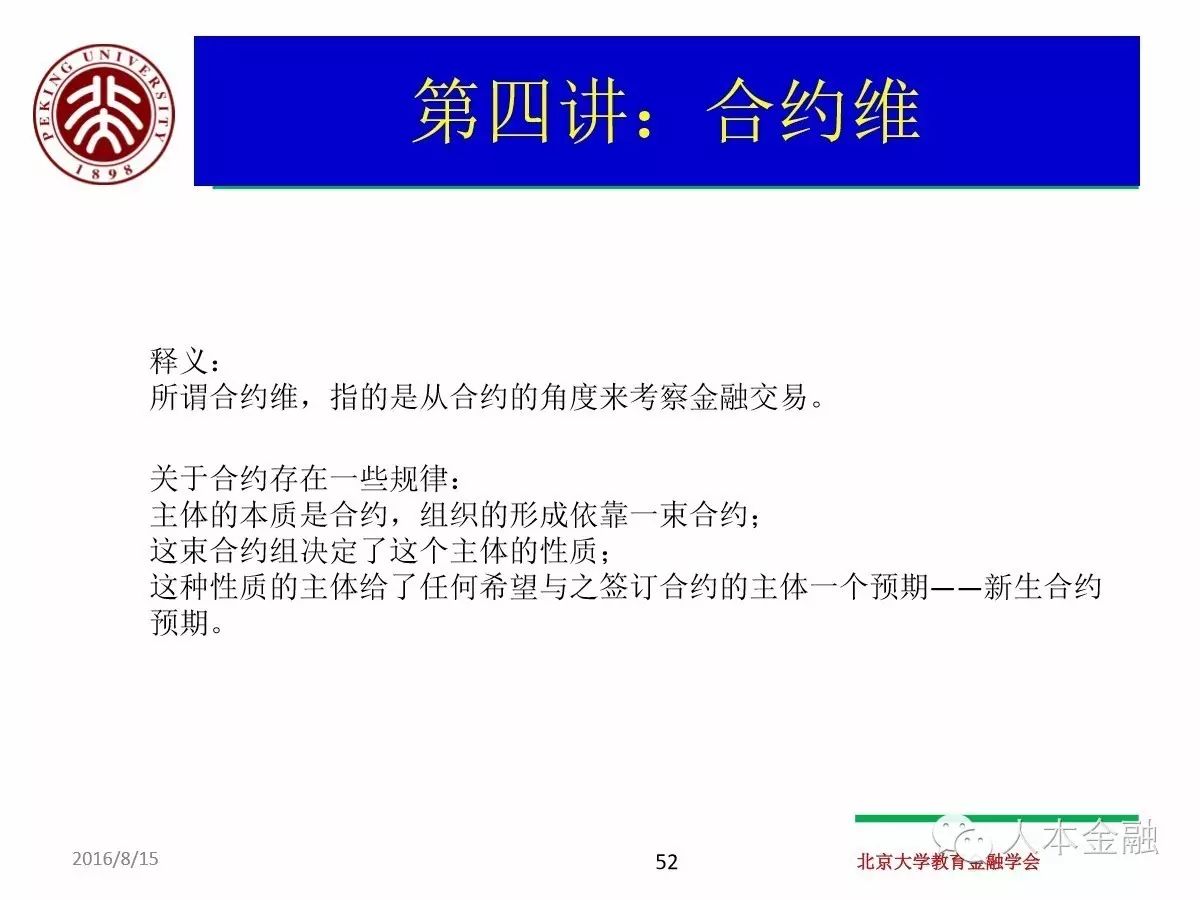 PEKING UNIVERSITY
1898
第四讲：合约维
释义：
所谓合约维，指的是从合约的角度来考察金融交易。
关于合约存在一些规律：
主体的本质是合约，组织的形成依靠一束合约；
这束合约组决定了这个主体的性质；
这种性质的主体给了任何希望与之签订合约的主体一个预期——新生合约
预期。
人本金融
2016/8/15
52
北京大学教育金融学会